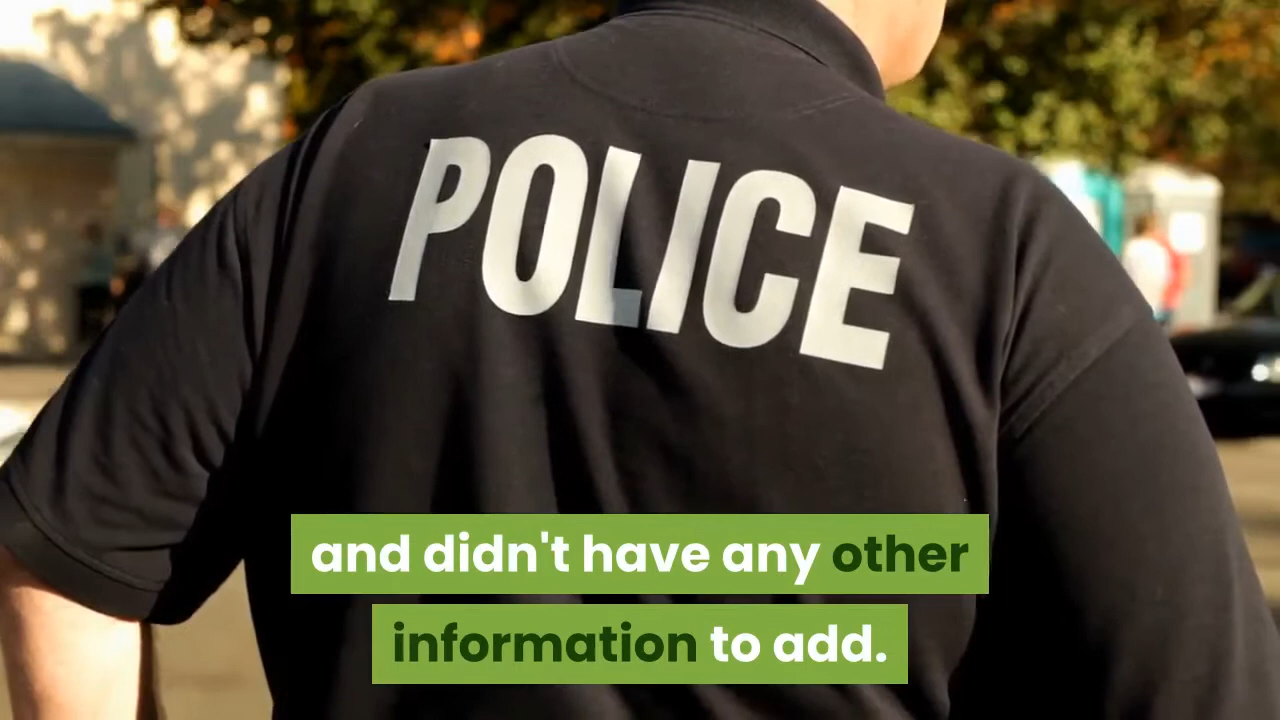 POLICE
and didn't have any other
information to add.